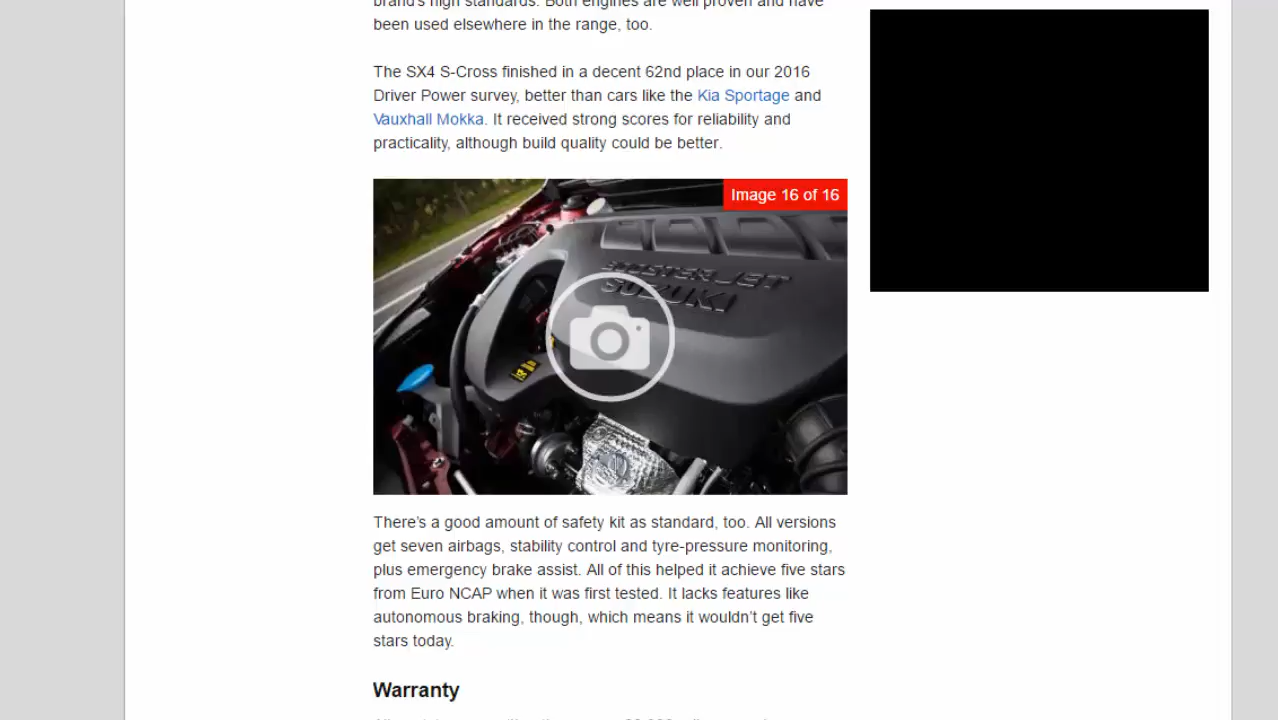 brand's high standards. Both engines are well proven and have
been used elsewhere in the range, too.
The SX4 S-Cross finished in a decent 62nd place in our 2016
Driver Power survey, better than cars like the Kia Sportage and
Vauxhall Mokka. It received strong scores for reliability and
practicality, although build quality could be better.
Image 16 of 16
BOOSTERJET
SUZUKI
There's a good amount of safety kit as standard, too. All versions
get seven airbags, stability control and tyre-pressure monitoring,
plus emergency brake assist. All of this helped it achieve five stars
from Euro NCAP when it was first tested. It lacks features like
autonomous braking, though, which means it wouldn't get five
stars today.
Warranty